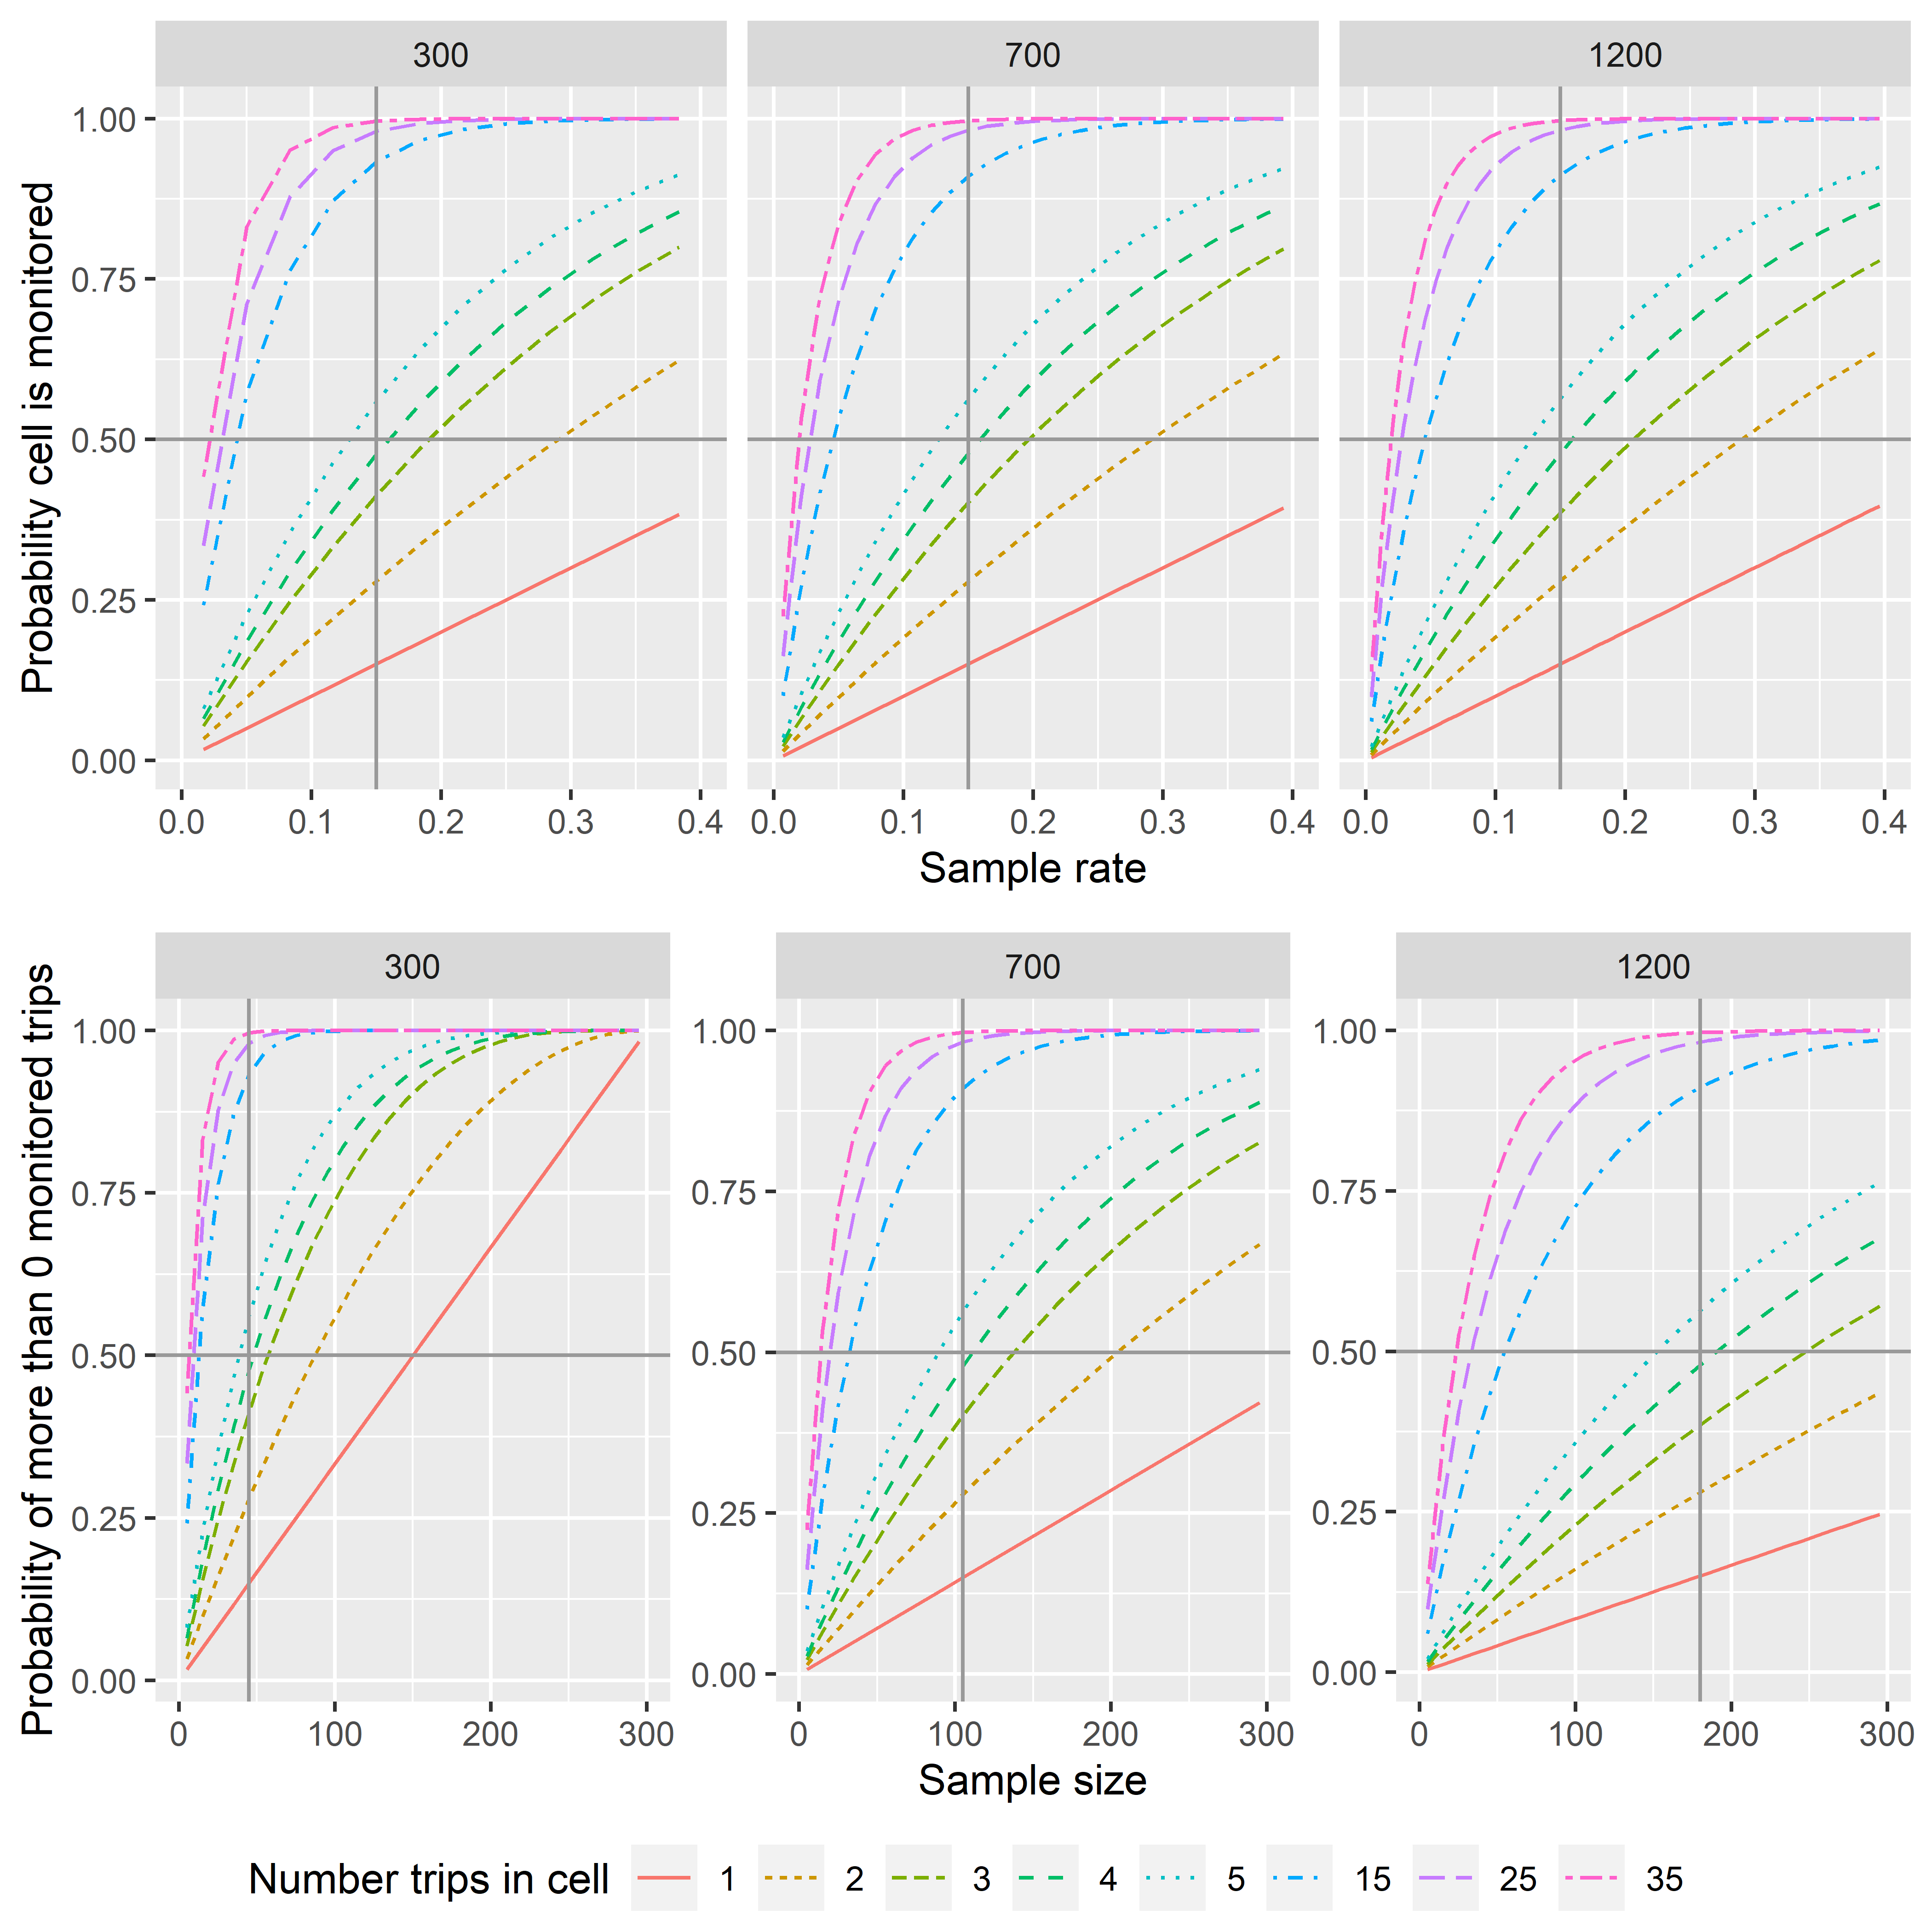 300 700 1200
Probability cell is monitored
1.00
0.75
0.50
0.25
0.00
0.0 0.1 0.2 0.3 0.4 0.0 0.1 0.2 0.3 0.4 0.0 0.1 0.2 0.3 0.4
Sample rate
300 700 1200
Probability of more than 0 monitored trips
1.00 1.00 1.00
0.75 0.75 0.75
0.50 0.50 0.50
0.25 0.25 0.25
0.00 0.00 0.00
0 100 200 300 0 100 200 300 0 100 200 300
Sample size
Number trips in cell 1 2 3 4 5 15 25 35